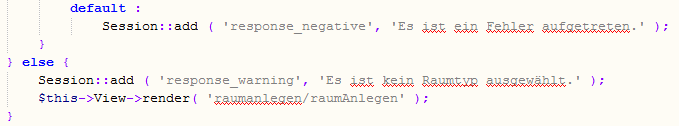 default :
Session::add ( 'response_negative', 'Es ist ein Fehler aufgetreten.' );
}
} else {
Session::add ( 'response_warning', 'Es ist kein Raumtyp ausgewählt.' );
$this->View->render( 'raumanlegen/raumAnlegen' );
}